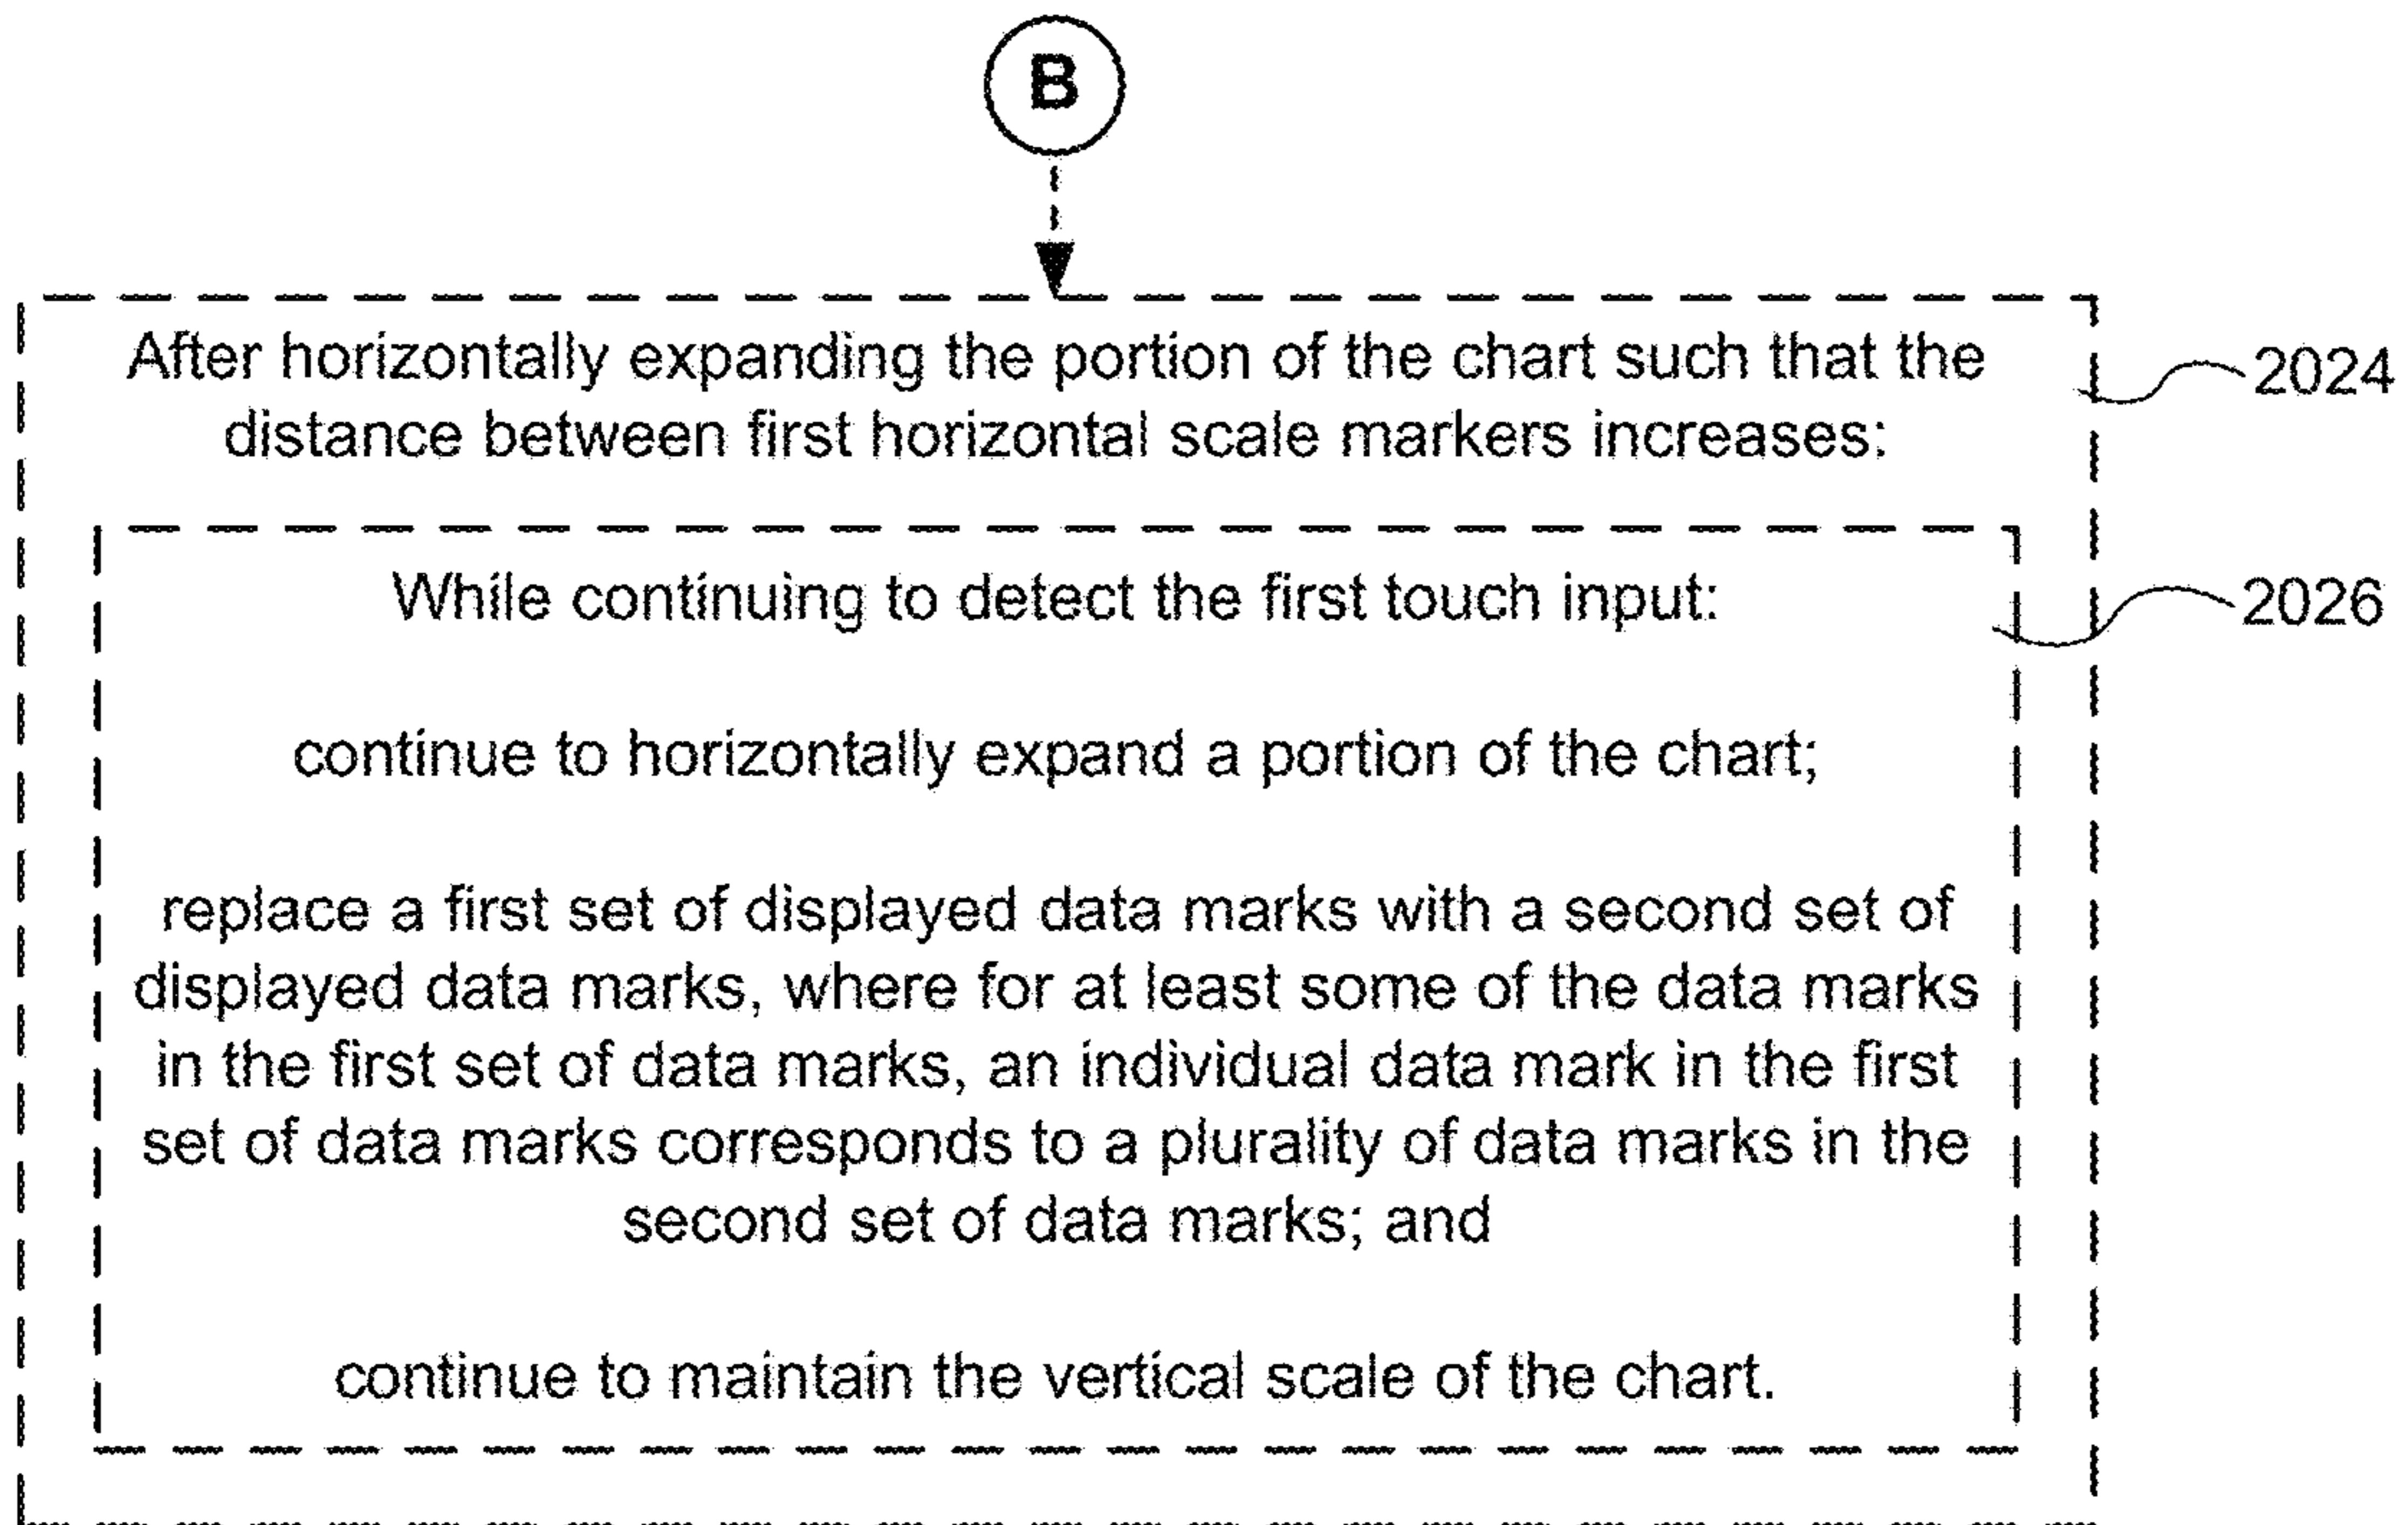 B
After horizontally expanding the portion of the chart such that the
distance between first horizontal scale markers increases:
2024
While continuing to detect the first touch input:
2026
continue to horizontally expand a portion of the chart;
replace a first set of displayed data marks with a second set of
displayed data marks, where for at least some of the data marks
in the first set of data marks, an individual data mark in the first
set of data marks corresponds to a plurality of data marks in the
second set of data marks; and
continue to maintain the vertical scale of the chart.